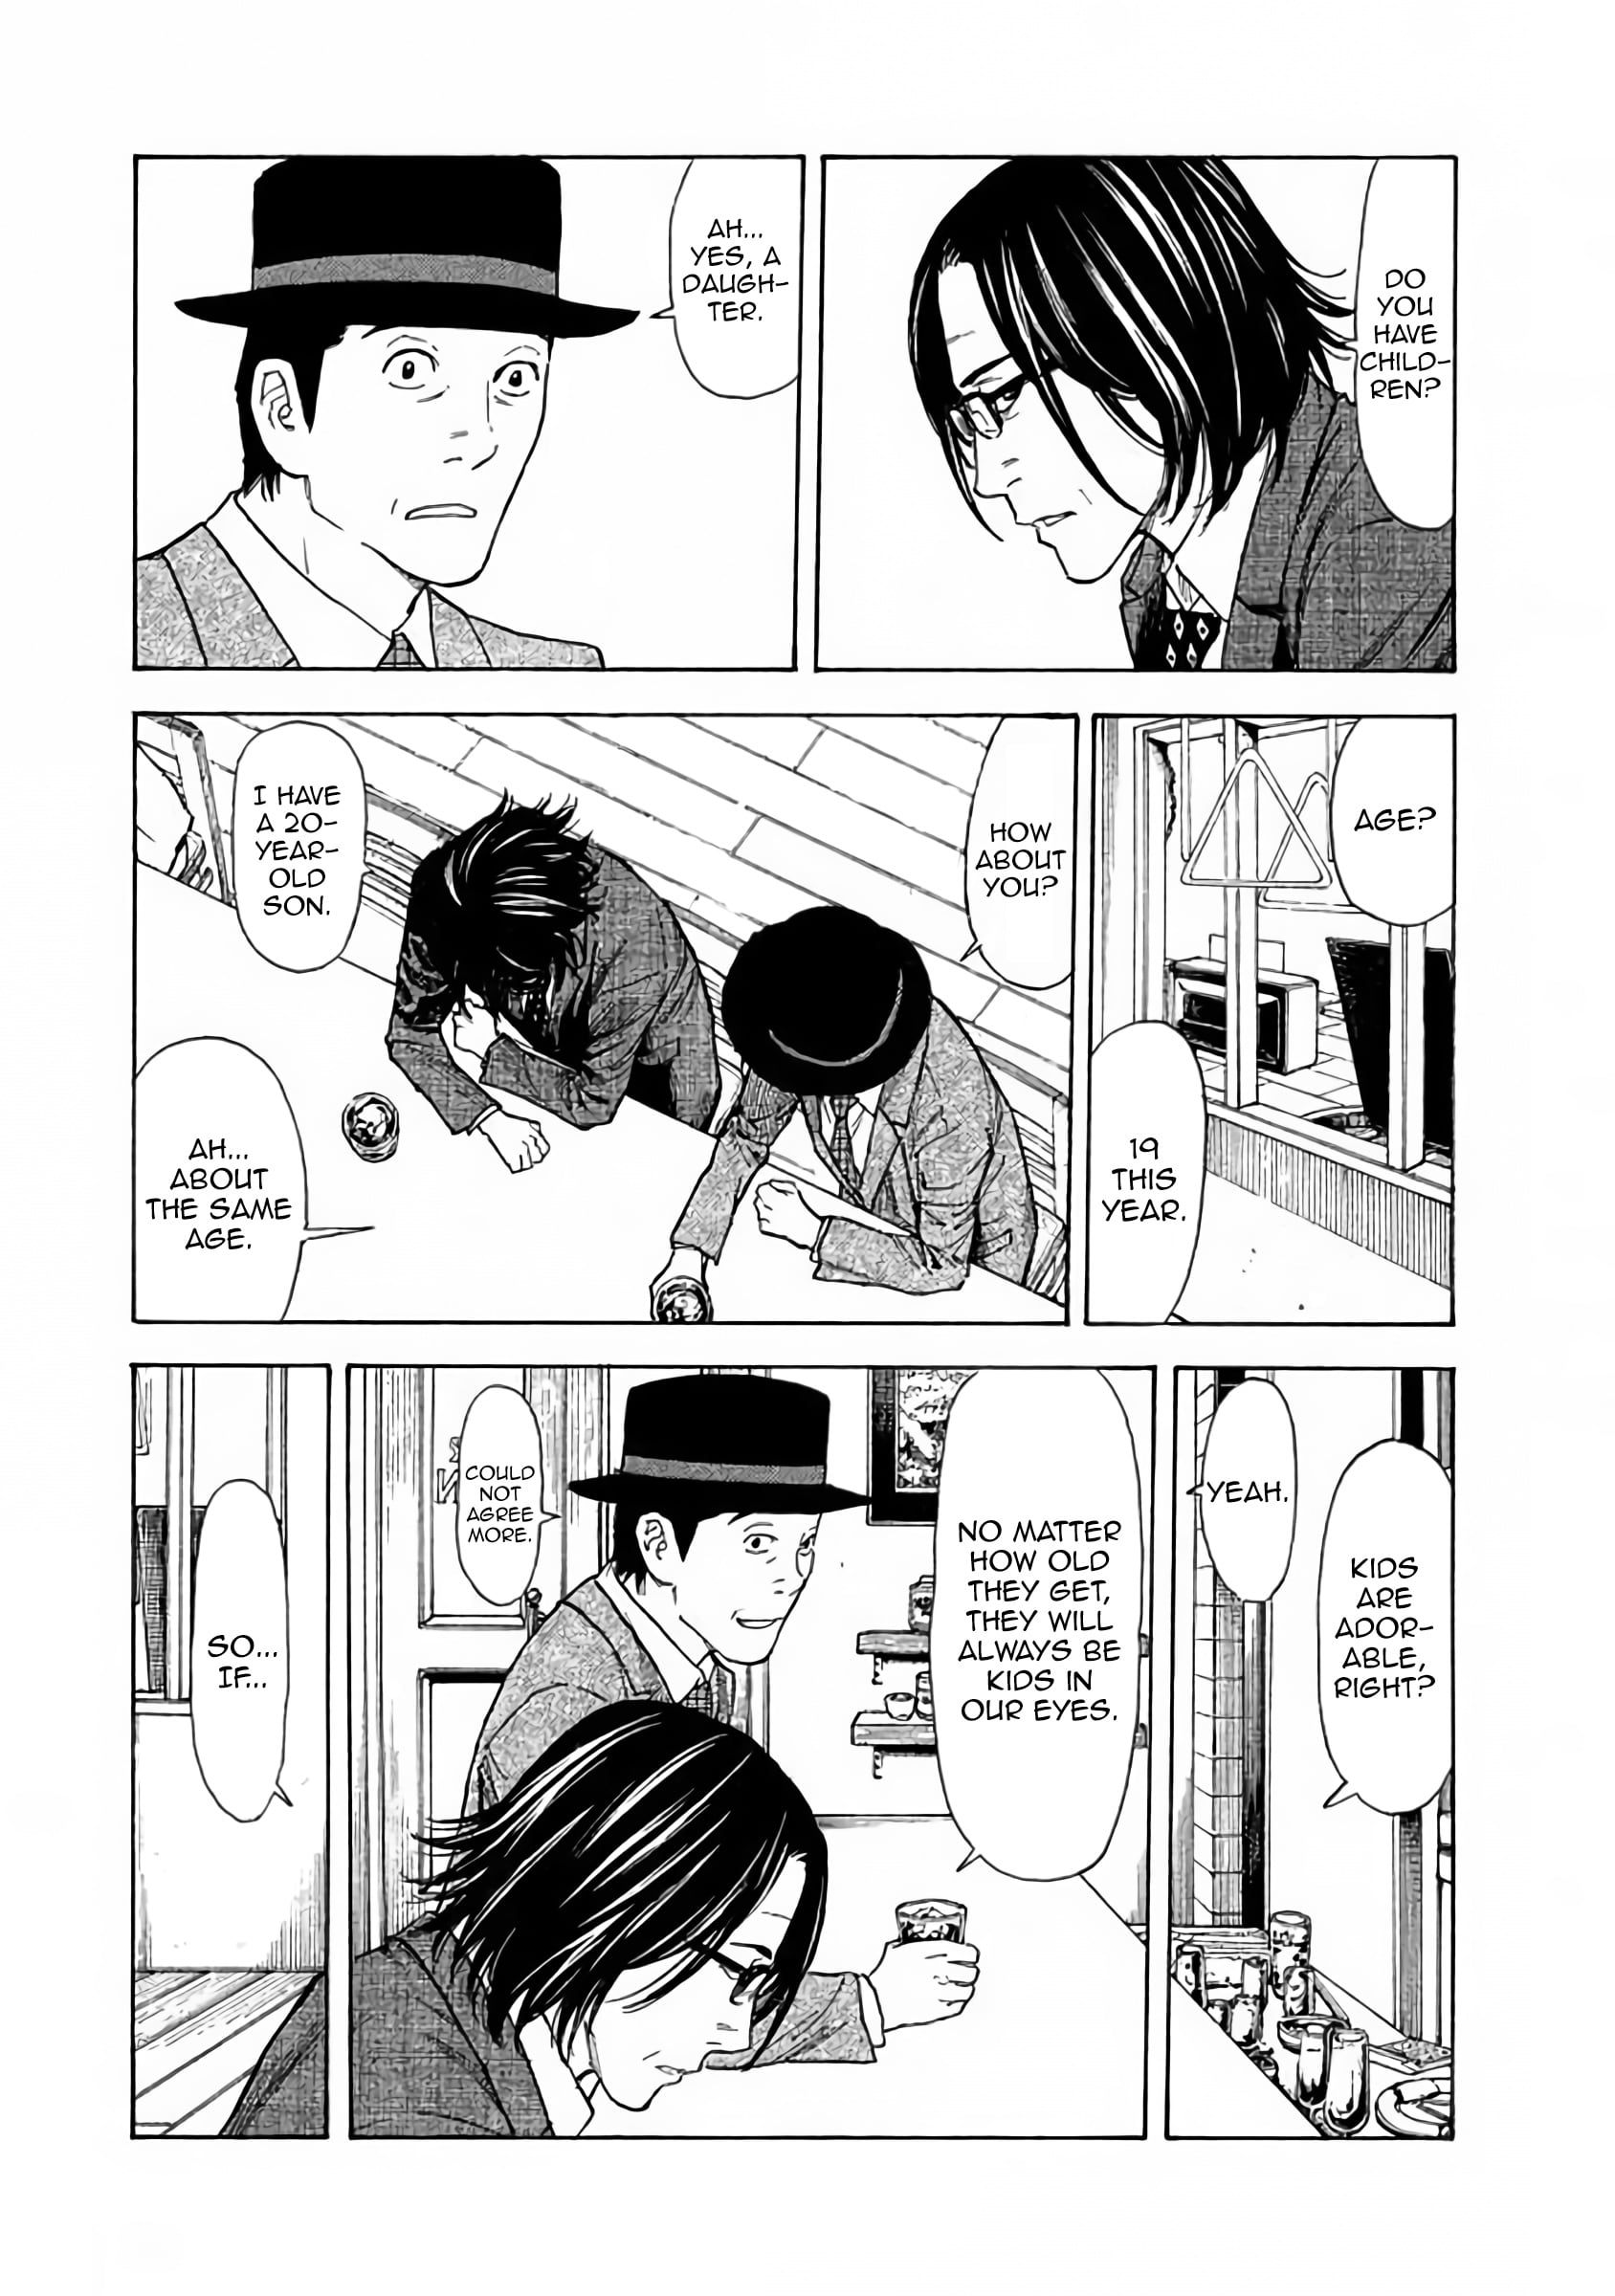 DO
YOU
HAVE
CHILD-
REN?
AH...
YES, A
DAUGH-
TER.
AGE?
19
THIS
YEAR.
HOW
ABOUT
YOU?
I HAVE
A 20-
YEAR-
OLD
SON.
AH...
ABOUT
THE SAME
AGE.
KIDS
ARE
ADOR-
ABLE,
RIGHT?
YEAH.
NO MATTER
HOW OLD
THEY GET,
THEY WILL
ALWAYS BE
KIDS IN
OUR EYES.
COULD
NOT
AGREE
MORE.
SO...
IF...